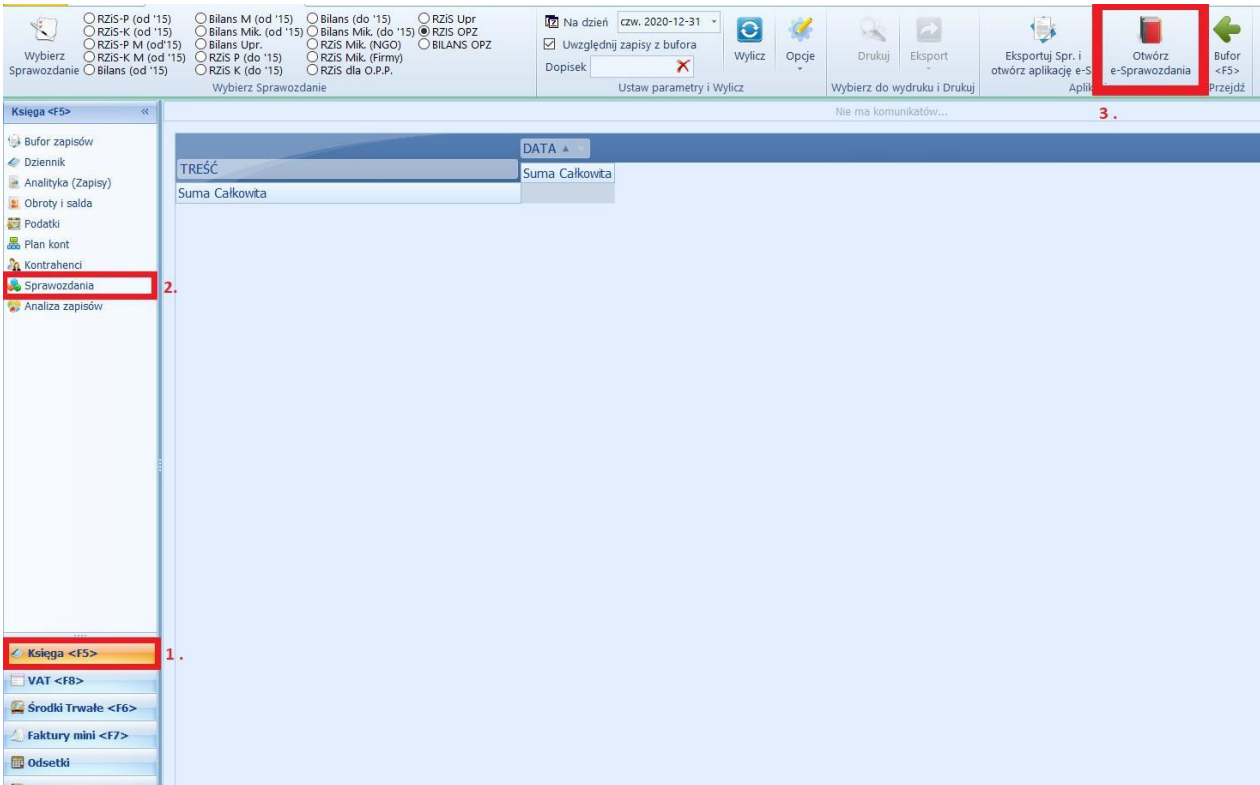 Wybierz
Sprawozdanie
RZiS-P (od '15)
RZiS-K (od '15)
RZiS-P M (od'15)
RZiS-K M (od '15)
Bilans (od '15)
Bilans M (od '15)
Bilans Mik. (od '15)
Bilans Upr.
RZiS P (do '15)
RZiS K (do '15)
Bilans (do '15)
Bilans Mik. (do '15)
RZiS Mik. (NGO)
RZiS Mik. (Firmy)
RZiS dla O.P.P.
RZiS Upr
RZIS OPZ
BILANS OPZ
Wybierz Sprawozdanie
Na dzień czw. 2020-12-31
Uwzględnij zapisy z bufora
Dopisek
Wylicz
Opcje
Ustaw parametry i Wylicz
Drukuj
Eksport
Wybierz do wydruku i Drukuj
Eksportuj Spr. i
otwórz aplikację e-S
Otwórz
e-Sprawozdania
Aplik
Bufor
<F5>
Przejdź
Księga <F5> «
Nie ma komunikatów...
3 .
Bufor zapisów
Dziennik
Analityka (Zapisy)
Obroty i salda
Podatki
Plan kont
Kontrahenci
Sprawozdania
2.
Analiza zapisów
DATA
TREŚĆ
Suma Całkowita
Suma Całkowita
Księga <F5>
1 .
VAT <F8>
Środki Trwałe <F6>
Faktury mini <F7>
Odsetki